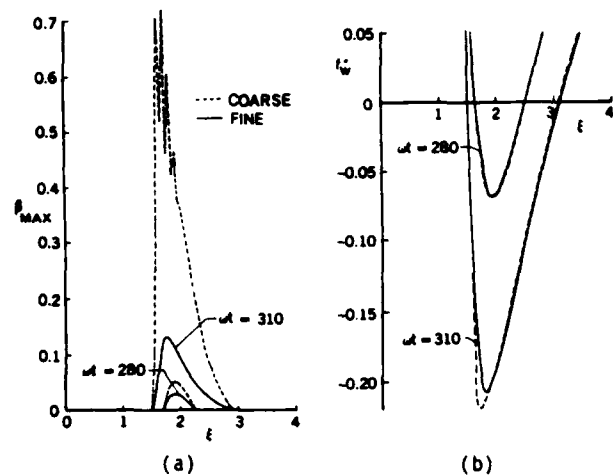 0.7
0.6
0.5
0.4
0.3
0.2
0.1
0
β MAX
---- COARSE
— FINE
ωt = 310
ωt = 280
0 1 2 3 4
ξ
(a)
0.05
f″w
0
-0.05
-0.10
-0.15
-0.20
2 3 4
ξ
ωt = 280
ωt = 310
(b)